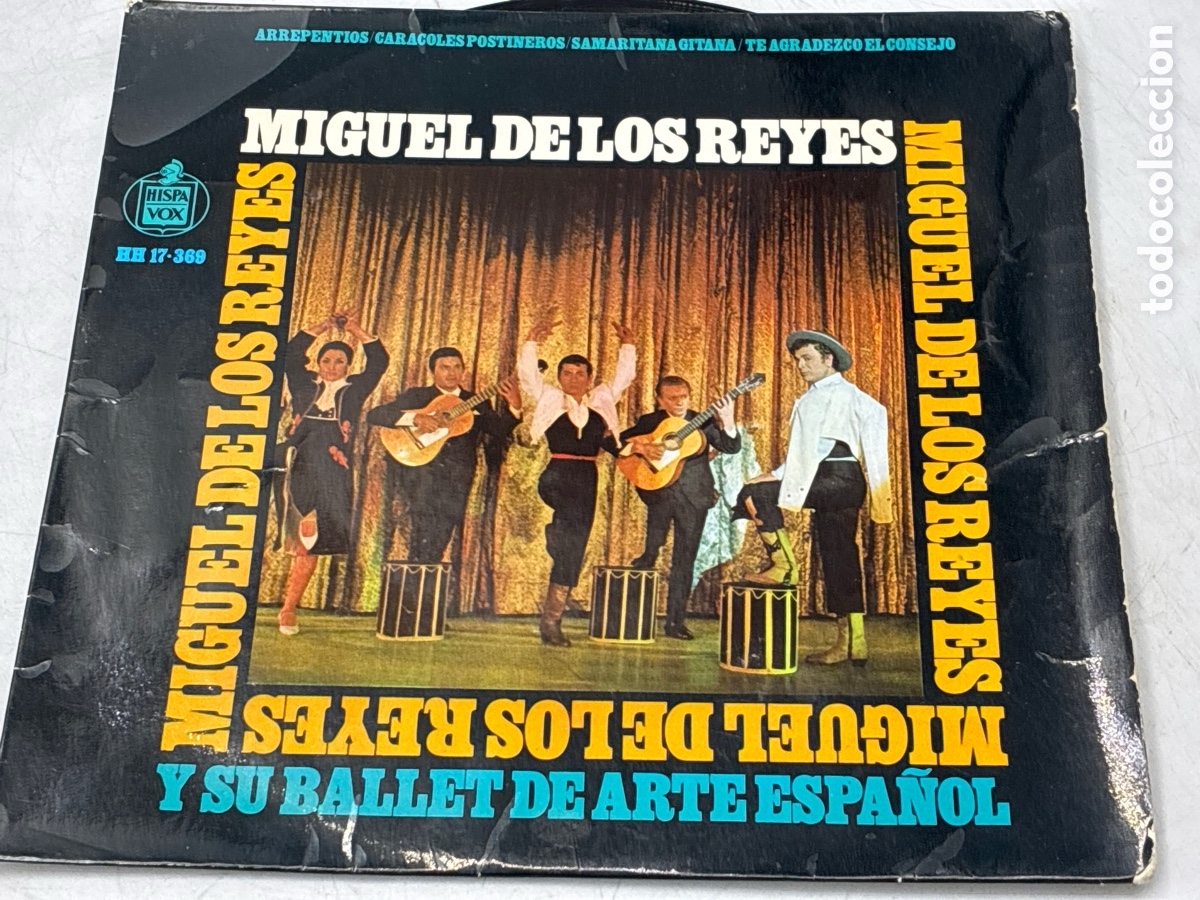 ARREPENTIOS/CARACOLES POSTINEROS/SAMARITANA GITANA/TE AGRADEZCO EL CONSEJO
MIGUEL DE LOS REYES
HISPA
VOX
HH 17-369
MIGUEL DE LOS REYES
MIGUEL DE LOS REYES
MIGUEL DE LOS REYES
Y SU BALLET DE ARTE ESPAÑOL
todocoleccion